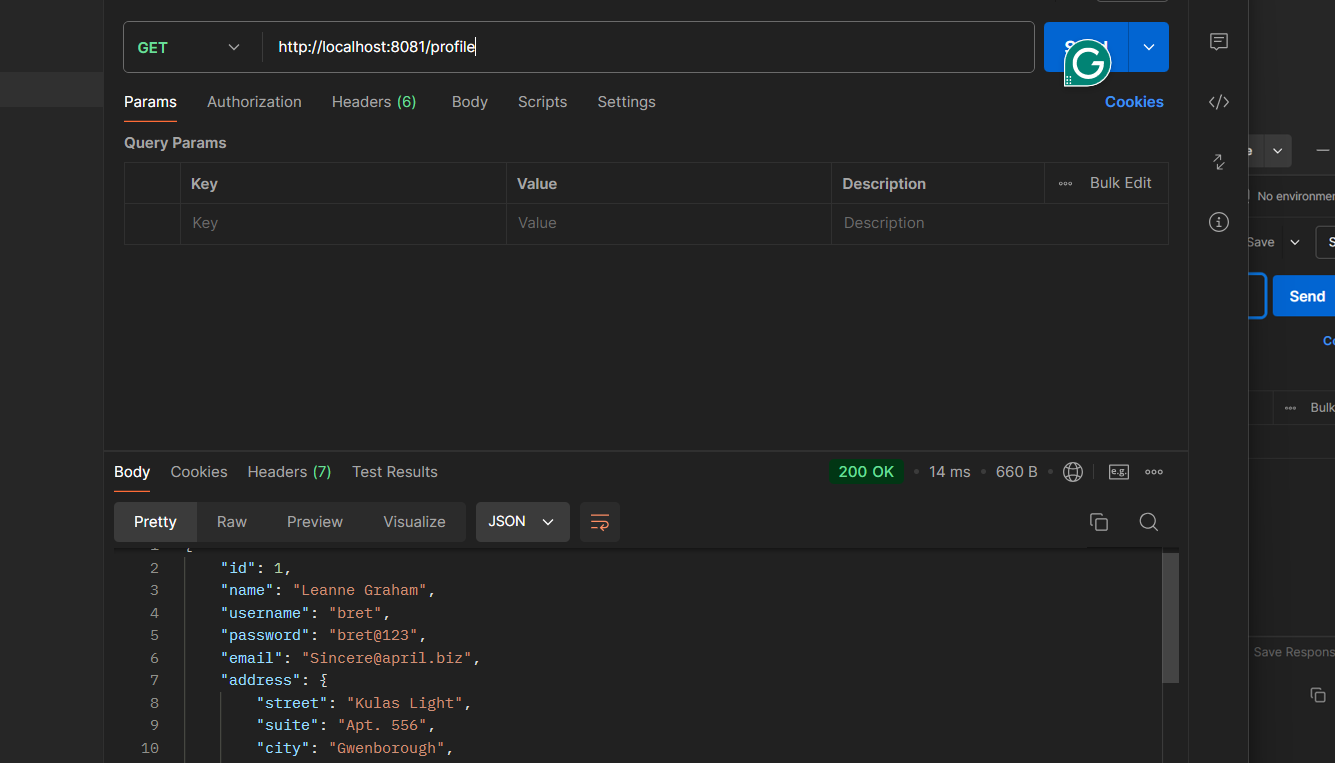 GET http://localhost:8081/profile
Params Authorization Headers (6) Body Scripts Settings Cookies
Query Params
Key Value Description Bulk Edit
Key Value Description
No environmen
Save S
Send
Co
Bulk
Body Cookies Headers (7) Test Results 200 OK 14 ms 660 B e.g.
Pretty Raw Preview Visualize JSON
2 "id": 1,
3 "name": "Leanne Graham",
4 "username": "bret",
5 "password": "bret@123",
6 "email": "Sincere@april.biz",
7 "address": {
8 "street": "Kulas Light",
9 "suite": "Apt. 556",
10 "city": "Gwenborough",
Save Respons